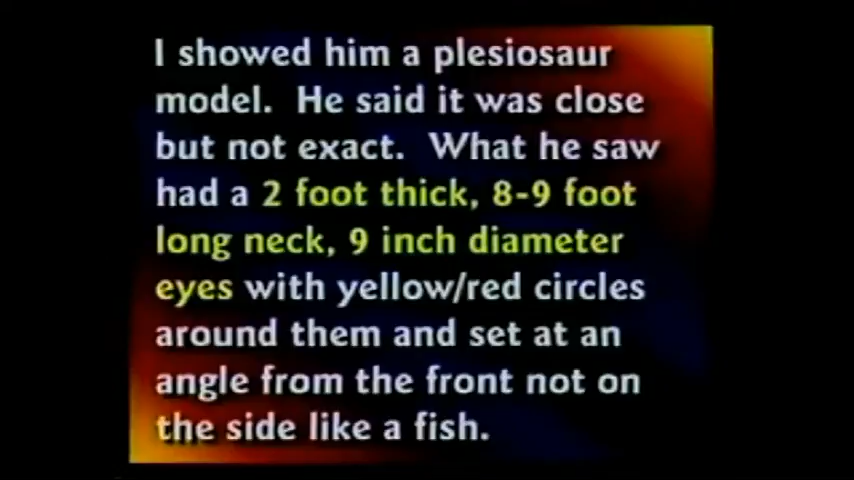 I showed him a plesiosaur
model. He said it was close
but not exact. What he saw
had a 2 foot thick, 8-9 foot
long neck, 9 inch diameter
eyes with yellow/red circles
around them and set at an
angle from the front not on
the side like a fish.